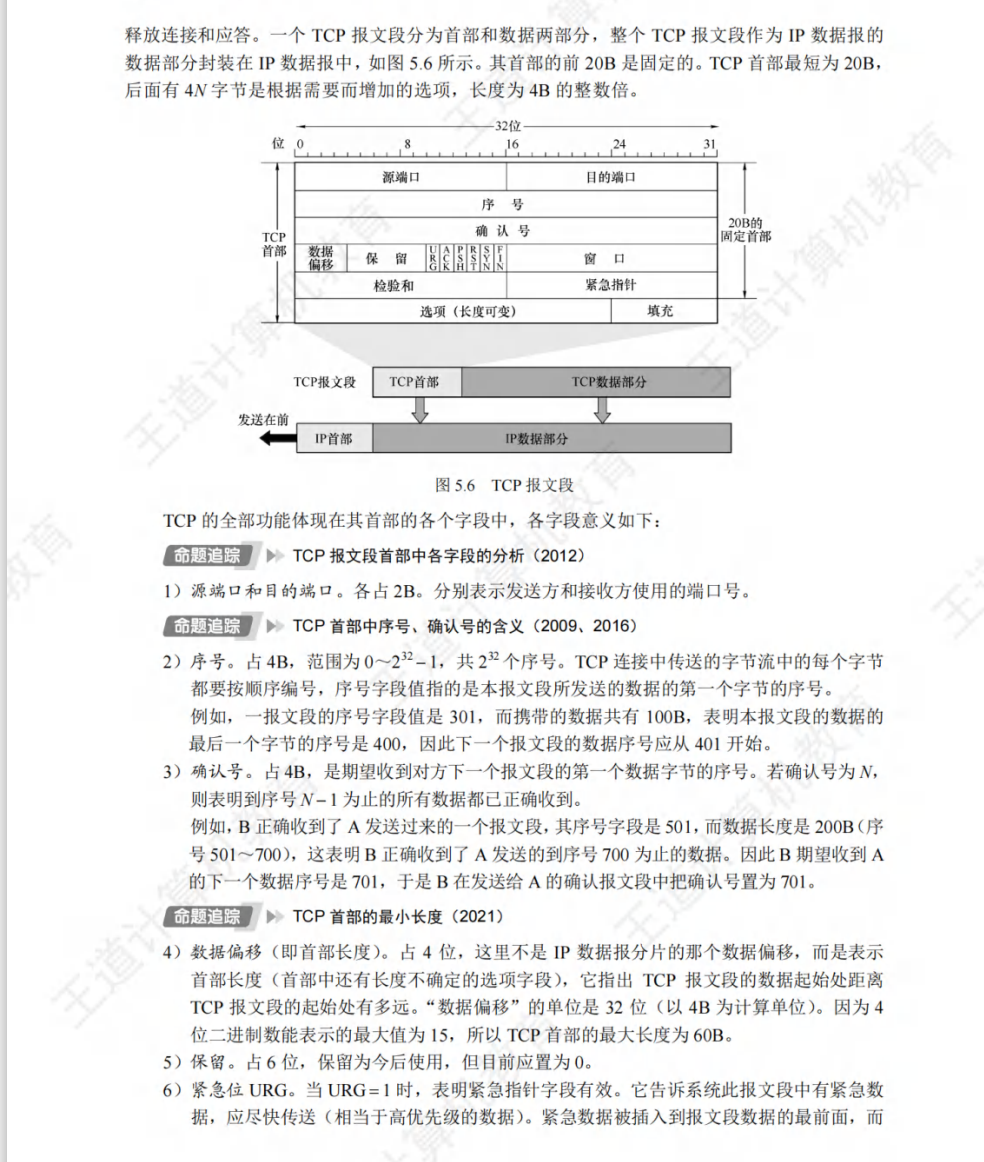 释放连接和应答。一个 TCP 报文段分为首部和数据两部分，整个 TCP 报文段作为 IP 数据报的
数据部分封装在 IP 数据报中，如图 5.6 所示。其首部的前 20B 是固定的。TCP 首部最短为 20B，
后面有 4N 字节是根据需要而增加的选项，长度为 4B 的整数倍。
32位
位 0 8 16 24 31
源端口 目的端口
序 号
确 认 号
TCP
首部
20B的
固定首部
数据
偏移
保 留 URG ACK PSH RST SYN FIN 窗 口
检验和 紧急指针
选项（长度可变） 填充
TCP报文段 TCP首部 TCP数据部分
发送在前
IP首部 IP数据部分
图 5.6 TCP 报文段
TCP 的全部功能体现在其首部的各个字段中，各字段意义如下：
命题追踪 TCP 报文段首部中各字段的分析（2012）
1）源端口和目的端口。各占 2B。分别表示发送方和接收方使用的端口号。
命题追踪 TCP 首部中序号、确认号的含义（2009、2016）
2）序号。占 4B，范围为 0～2³²－1，共 2³² 个序号。TCP 连接中传送的字节流中的每个字节
都要按顺序编号，序号字段值指的是本报文段所发送的数据的第一个字节的序号。
例如，一报文段的序号字段值是 301，而携带的数据共有 100B，表明本报文段的数据的
最后一个字节的序号是 400，因此下一个报文段的数据序号应从 401 开始。
3）确认号。占 4B，是期望收到对方下一个报文段的第一个数据字节的序号。若确认号为 N，
则表明到序号 N－1 为止的所有数据都已正确收到。
例如，B 正确收到了 A 发送过来的一个报文段，其序号字段是 501，而数据长度是 200B（序
号 501～700），这表明 B 正确收到了 A 发送的到序号 700 为止的数据。因此 B 期望收到 A
的下一个数据序号是 701，于是 B 在发送给 A 的确认报文段中把确认号置为 701。
命题追踪 TCP 首部的最小长度（2021）
4）数据偏移（即首部长度）。占 4 位，这里不是 IP 数据报分片的那个数据偏移，而是表示
首部长度（首部中还有长度不确定的选项字段），它指出 TCP 报文段的数据起始处距离
TCP 报文段的起始处有多远。“数据偏移”的单位是 32 位（以 4B 为计算单位）。因为 4
位二进制数能表示的最大值为 15，所以 TCP 首部的最大长度为 60B。
5）保留。占 6 位，保留为今后使用，但目前应置为 0。
6）紧急位 URG。当 URG＝1 时，表明紧急指针字段有效。它告诉系统此报文段中有紧急数
据，应尽快传送（相当于高优先级的数据）。紧急数据被插入到报文段数据的最前面，而
王道计算机教育